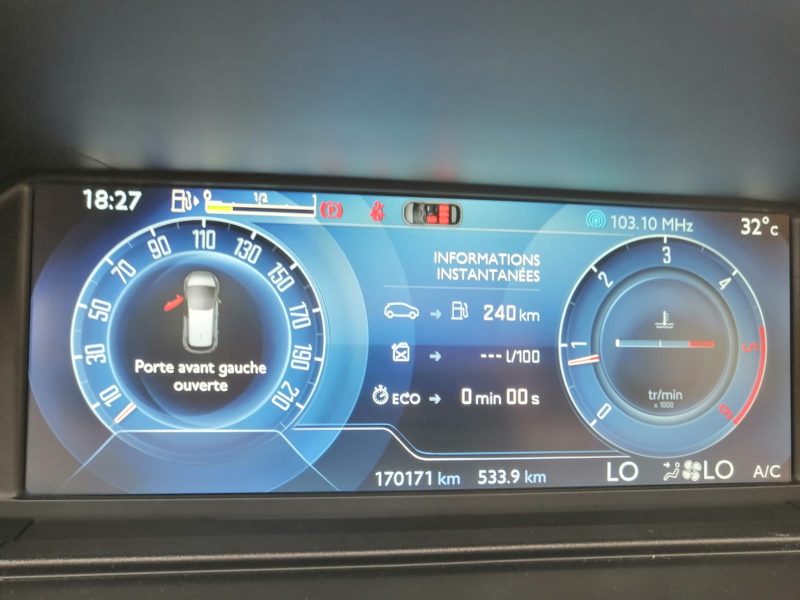 18:27
0 1/2 1
P
103.10 MHz
32°C
10 30 50 70 90 110 130 150 170 190 210
Porte avant gauche
ouverte
INFORMATIONS
INSTANTANÉES
240 km
--- l/100
ECO 0 min 00 s
0 1 2 3 4 5 6
tr/min
x 1000
170171 km 533.9 km
LO LO A/C